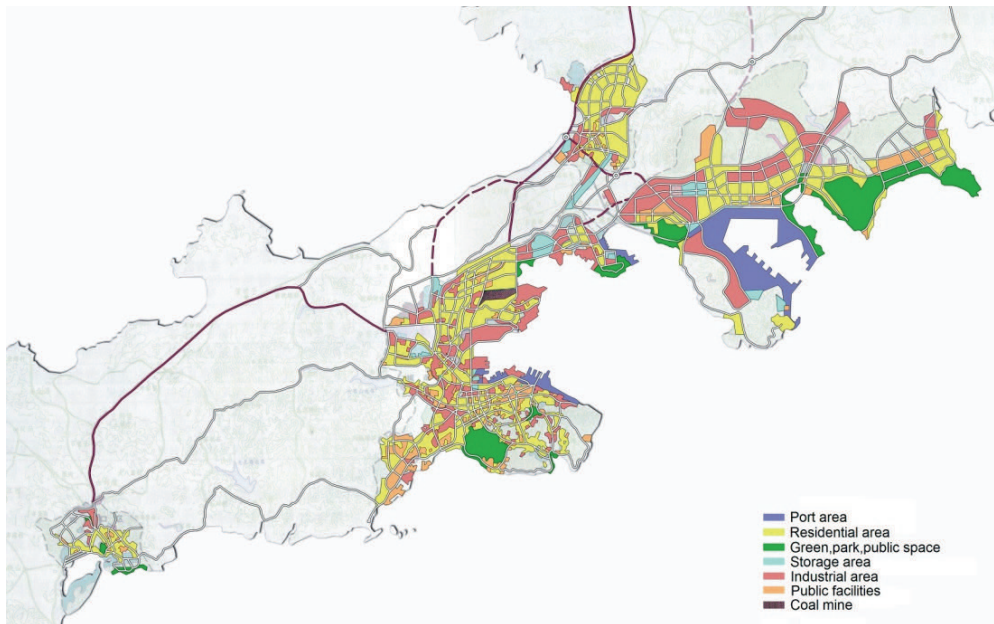 Port area
Residential area
Green,park,public space
Storage area
Industrial area
Public facilities
Coal mine